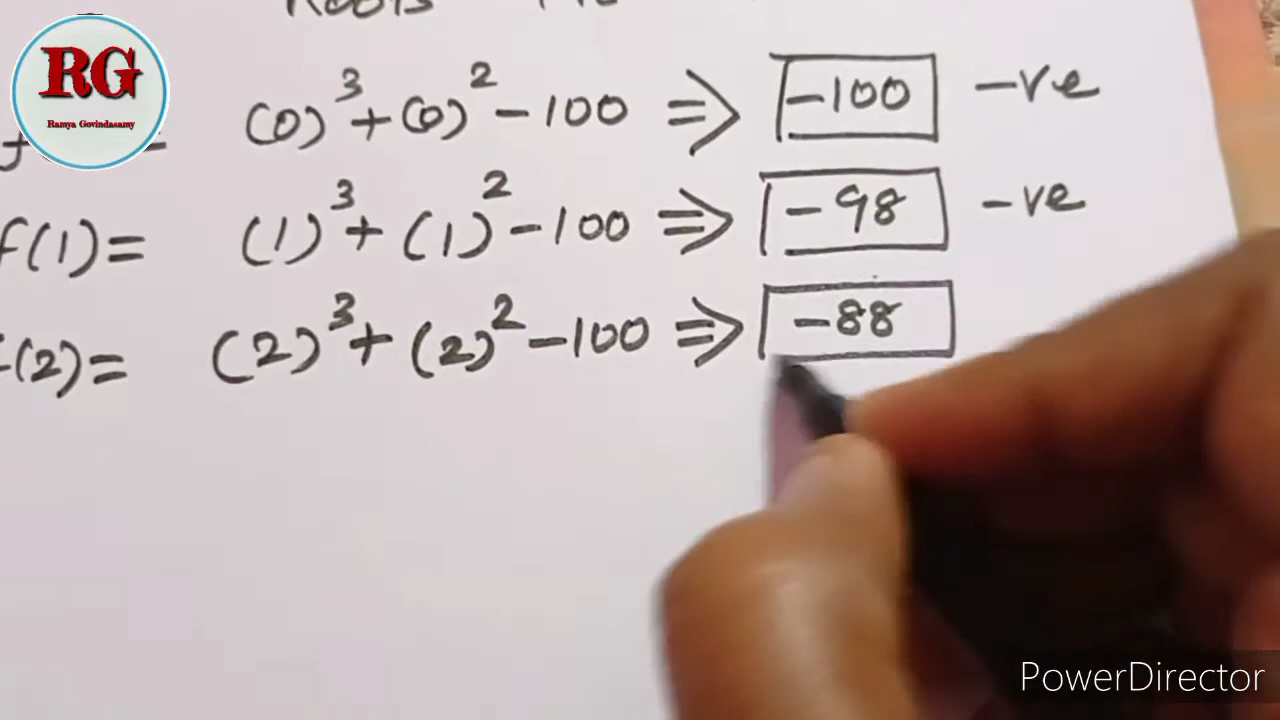 RG
Ramya Govindasamy
(0)³ + (0)² - 100 ⇒ -100 -ve
f(1) = (1)³ + (1)² - 100 ⇒ -98 -ve
f(2) = (2)³ + (2)² - 100 ⇒ -88
PowerDirector